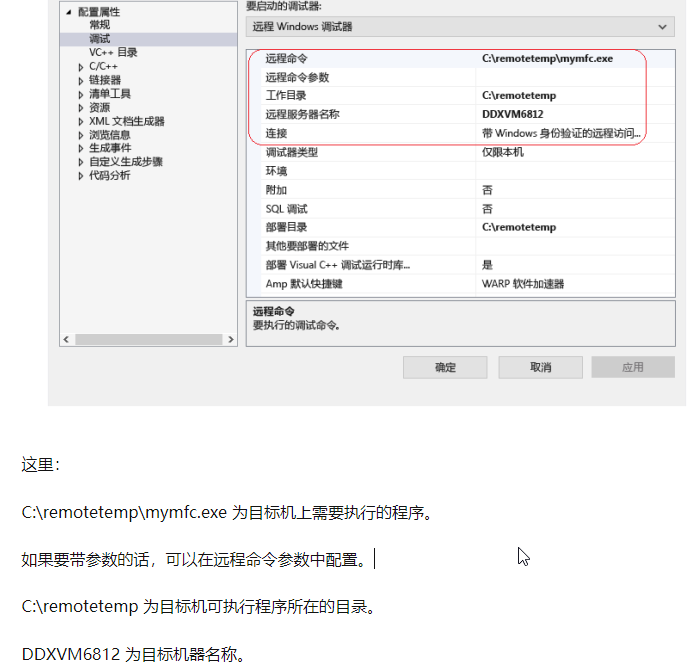 配置属性
常规
调试
VC++ 目录
C/C++
链接器
清单工具
资源
XML 文档生成器
浏览信息
生成事件
自定义生成步骤
代码分析
要启动的调试器:
远程 Windows 调试器
远程命令 C:\remotetemp\mymfc.exe
远程命令参数
工作目录 C:\remotetemp
远程服务器名称 DDXVM6812
连接 带 Windows 身份验证的远程访问...
调试器类型 仅限本机
环境
附加 否
SQL 调试 否
部署目录 C:\remotetemp
其他要部署的文件
部署 Visual C++ 调试运行时库... 是
Amp 默认快捷键 WARP 软件加速器
远程命令
要执行的调试命令。
确定 取消 应用
这里:
C:\remotetemp\mymfc.exe 为目标机上需要执行的程序。
如果要带参数的话，可以在远程命令参数中配置。
C:\remotetemp 为目标机可执行程序所在的目录。
DDXVM6812 为目标机器名称。